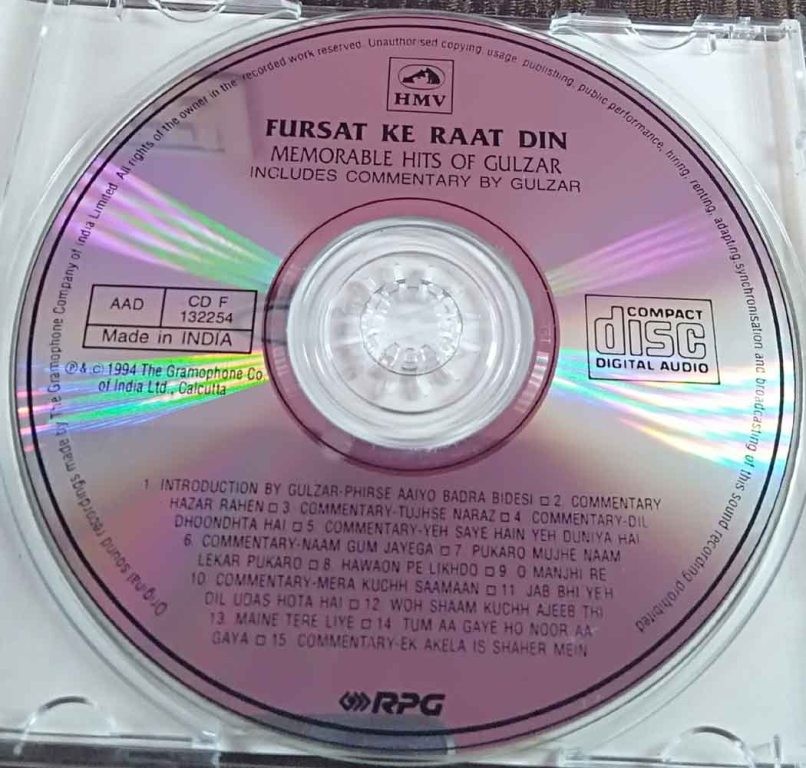 Original sound recordings made by The Gramophone Company of India Limited. All rights of the owner in the recorded work reserved. Unauthorised copying, usage, publishing, public performance, hiring, renting, adapting, synchronisation and broadcasting of this sound recording prohibited
HMV
FURSAT KE RAAT DIN
MEMORABLE HITS OF GULZAR
INCLUDES COMMENTARY BY GULZAR
AAD
CD F
132254
Made in INDIA
℗ & © 1994 The Gramophone Co.
of India Ltd., Calcutta
COMPACT
disc
DIGITAL AUDIO
1 INTRODUCTION BY GULZAR-PHIRSE AAIYO BADRA BIDESI □ 2 COMMENTARY
HAZAR RAHEN □ 3 COMMENTARY-TUJHSE NARAZ □ 4 COMMENTARY-DIL
DHOONDHTA HAI □ 5 COMMENTARY-YEH SAYE HAIN YEH DUNIYA HAI
6. COMMENTARY-NAAM GUM JAYEGA □ 7. PUKARO MUJHE NAAM
LEKAR PUKARO □ 8. HAWAON PE LIKHDO □ 9. O MANJHI RE
10. COMMENTARY-MERA KUCHH SAAMAAN □ 11 JAB BHI YEH
DIL UDAS HOTA HAI □ 12 WOH SHAAM KUCHH AJEEB THI
13. MAINE TERE LIYE □ 14 TUM AA GAYE HO NOOR AA
GAYA □ 15 COMMENTARY-EK AKELA IS SHAHER MEIN
RPG